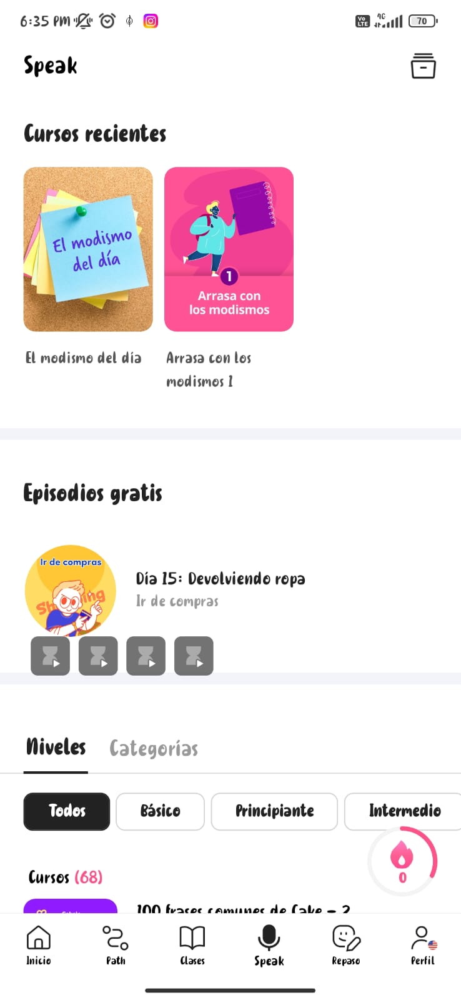 6:35 PM
Vo
LTE
4G
70
Speak
Cursos recientes
El modismo
del día
1
Arrasa con
los modismos
El modismo del día
Arrasa con los
modismos 1
Episodios gratis
Ir de compras
Día 15: Devolviendo ropa
Ir de compras
Niveles
Categorías
Todos
Básico
Principiante
Intermedio
0
Cursos (68)
100 frases comunes de Cake - 2
Inicio
Path
Clases
Speak
Repaso
Perfil